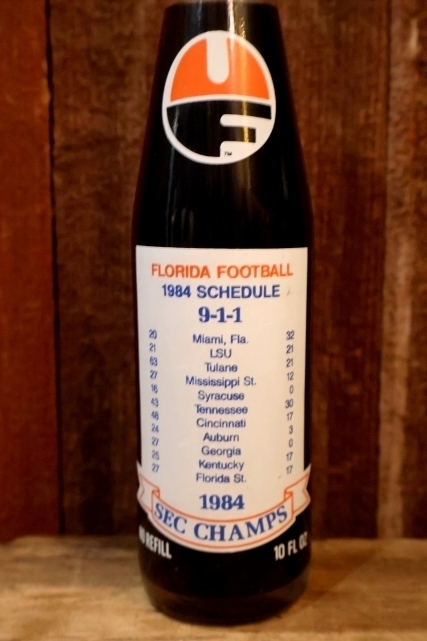 UF
TM
FLORIDA FOOTBALL
1984 SCHEDULE
9-1-1
20 Miami, Fla. 32
21 LSU 21
63 Tulane 21
27 Mississippi St. 12
16 Syracuse 0
43 Tennessee 30
48 Cincinnati 17
24 Auburn 3
27 Georgia 0
25 Kentucky 17
27 Florida St. 17
1984
SEC CHAMPS
NO REFILL
10 FL OZ